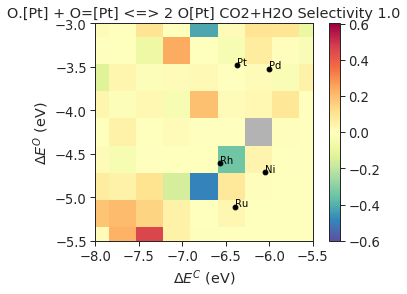 O.[Pt] + O=[Pt] <=> 2 O[Pt] CO2+H2O Selectivity 1.0
−3.0
−3.5
−4.0
−4.5
−5.0
−5.5
ΔE^O (eV)
Pt
Pd
Rh
Ni
Ru
−8.0 −7.5 −7.0 −6.5 −6.0 −5.5
ΔE^C (eV)
0.6
0.4
0.2
0.0
−0.2
−0.4
−0.6